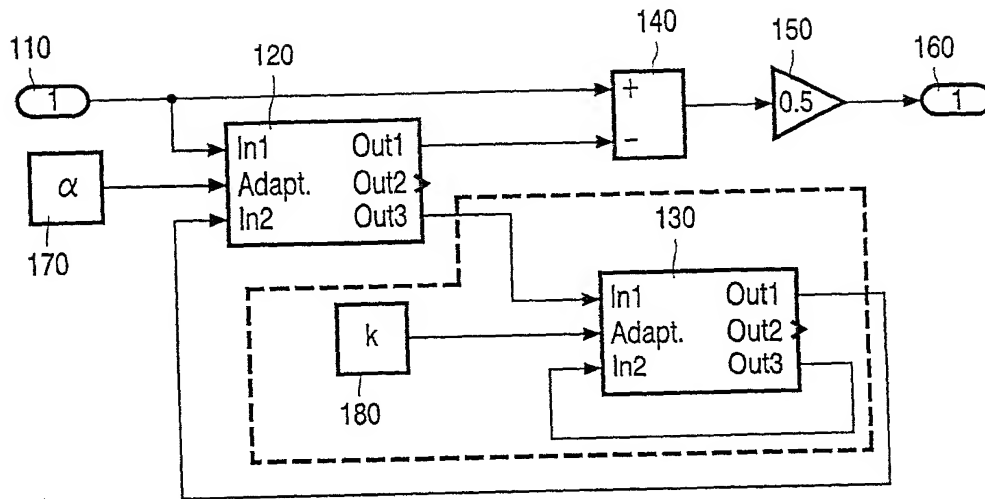 110
1
120
140
150
160
+
−
0.5
1
In1
Adapt.
In2
Out1
Out2
Out3
α
170
130
In1
Adapt.
In2
Out1
Out2
Out3
k
180